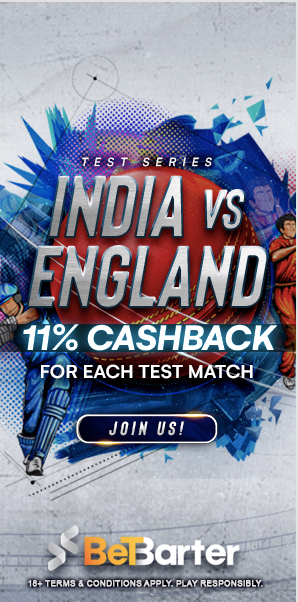 TEST SERIES
INDIA VS
ENGLAND
11% CASHBACK
FOR EACH TEST MATCH
JOIN US!
BeTBarter
18+ TERMS & CONDITIONS APPLY. PLAY RESPONSIBLY.